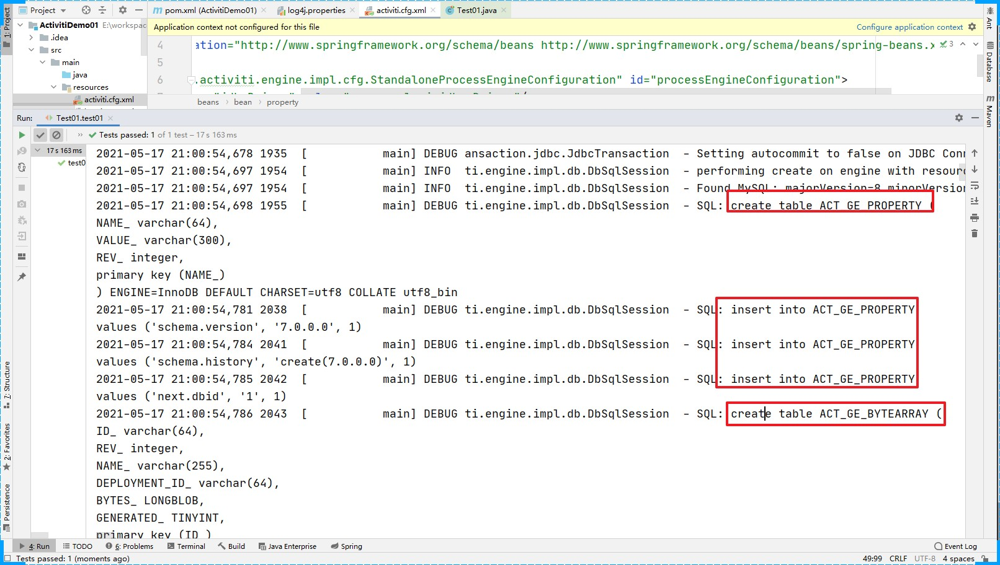 1: Project
Project
pom.xml (ActivitiDemo01)
log4j.properties
activiti.cfg.xml
Test01.java
Ant
Database
Maven
ActivitiDemo01 E:\workspac
.idea
src
main
java
resources
activiti.cfg.xml
Application context not configured for this file
Configure application context
4 ation="http://www.springframework.org/schema/beans http://www.springframework.org/schema/beans/spring-beans.x
3
5
6 .activiti.engine.impl.cfg.StandaloneProcessEngineConfiguration" id="processEngineConfiguration">
beans > bean > property
Run: Test01.test01
» Tests passed: 1 of 1 test – 17 s 163 ms
17 s 163 ms
test0
2021-05-17 21:00:54,678 1935 [ main] DEBUG ansaction.jdbc.JdbcTransaction - Setting autocommit to false on JDBC Con
2021-05-17 21:00:54,697 1954 [ main] INFO ti.engine.impl.db.DbSqlSession - performing create on engine with resour
2021-05-17 21:00:54,697 1954 [ main] INFO ti.engine.impl.db.DbSqlSession - Found MySQL: majorVersion=8 minorVersion
2021-05-17 21:00:54,698 1955 [ main] DEBUG ti.engine.impl.db.DbSqlSession - SQL: create table ACT_GE_PROPERTY (
NAME_ varchar(64),
VALUE_ varchar(300),
REV_ integer,
primary key (NAME_)
) ENGINE=InnoDB DEFAULT CHARSET=utf8 COLLATE utf8_bin
2021-05-17 21:00:54,781 2038 [ main] DEBUG ti.engine.impl.db.DbSqlSession - SQL: insert into ACT_GE_PROPERTY
values ('schema.version', '7.0.0.0', 1)
2021-05-17 21:00:54,784 2041 [ main] DEBUG ti.engine.impl.db.DbSqlSession - SQL: insert into ACT_GE_PROPERTY
values ('schema.history', 'create(7.0.0.0)', 1)
2021-05-17 21:00:54,785 2042 [ main] DEBUG ti.engine.impl.db.DbSqlSession - SQL: insert into ACT_GE_PROPERTY
values ('next.dbid', '1', 1)
2021-05-17 21:00:54,786 2043 [ main] DEBUG ti.engine.impl.db.DbSqlSession - SQL: create table ACT_GE_BYTEARRAY (
ID_ varchar(64),
REV_ integer,
NAME_ varchar(255),
DEPLOYMENT_ID_ varchar(64),
BYTES_ LONGBLOB,
GENERATED_ TINYINT,
primary key (ID_)
7: Structure
2: Favorites
Persistence
4: Run
TODO
6: Problems
Terminal
Build
Java Enterprise
Spring
Event Log
Tests passed: 1 (moments ago)
49:99 CRLF UTF-8 4 spaces